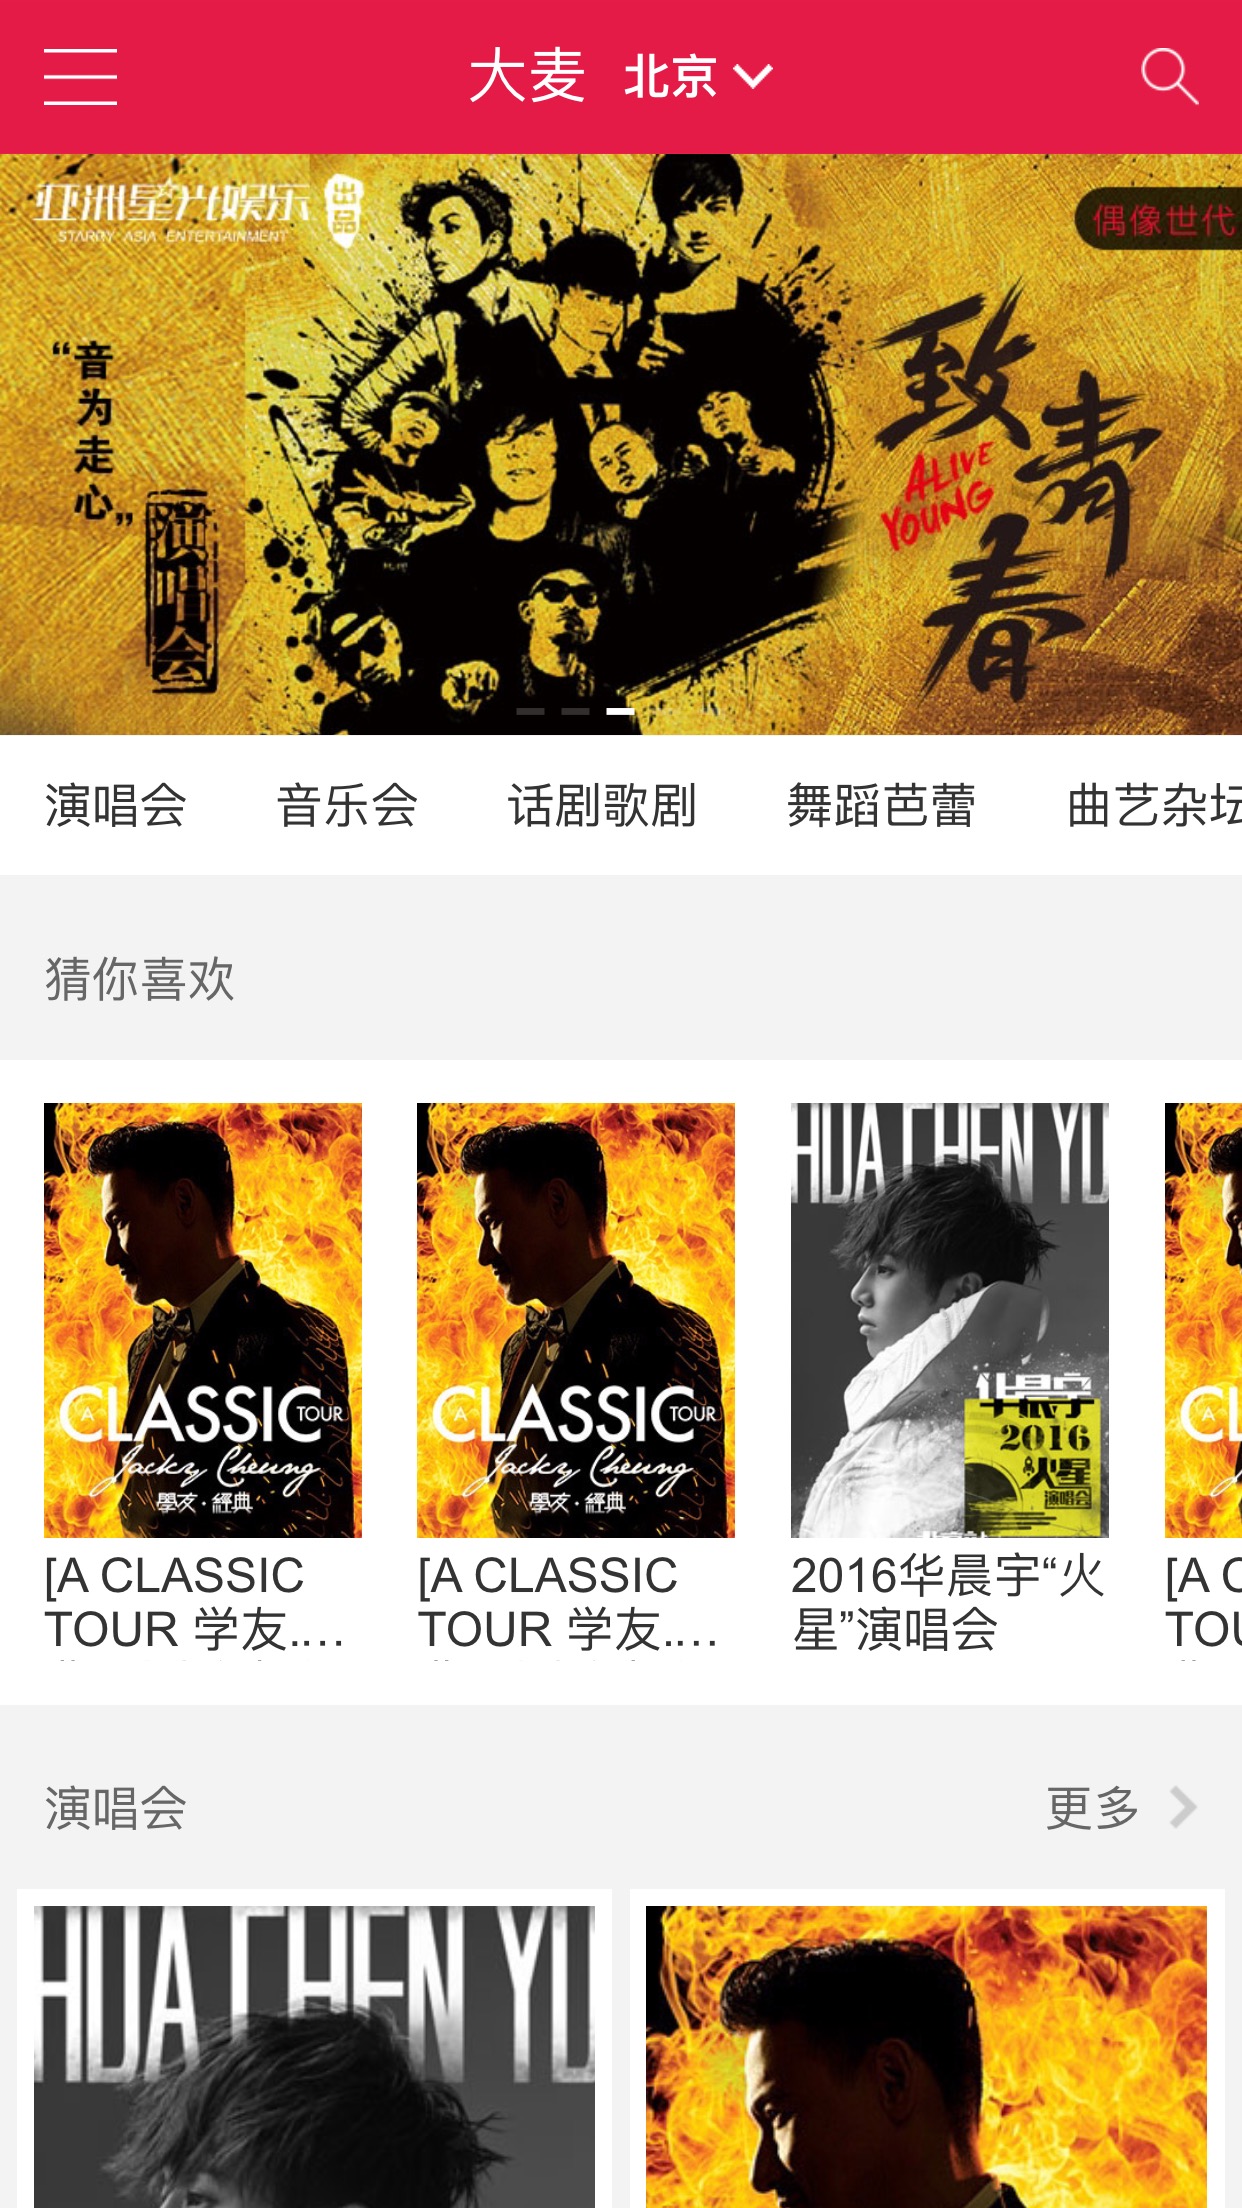 大麦 北京
亚洲星光娱乐 出品
STARRY ASIA ENTERTAINMENT
偶像世代
“音为走心”
演唱会
致青春
ALIVE
YOUNG
演唱会 音乐会 话剧歌剧 舞蹈芭蕾 曲艺杂坛
猜你喜欢
A CLASSIC TOUR
Jacky Cheung
學友·經典
A CLASSIC TOUR
Jacky Cheung
學友·經典
HUA CHEN YU
华晨宇
2016
火星
演唱会
A CL
[A CLASSIC
TOUR 学友.…
[A CLASSIC
TOUR 学友.…
2016华晨宇“火
星”演唱会
[A C
TOU
演唱会 更多
HUA CHEN YU